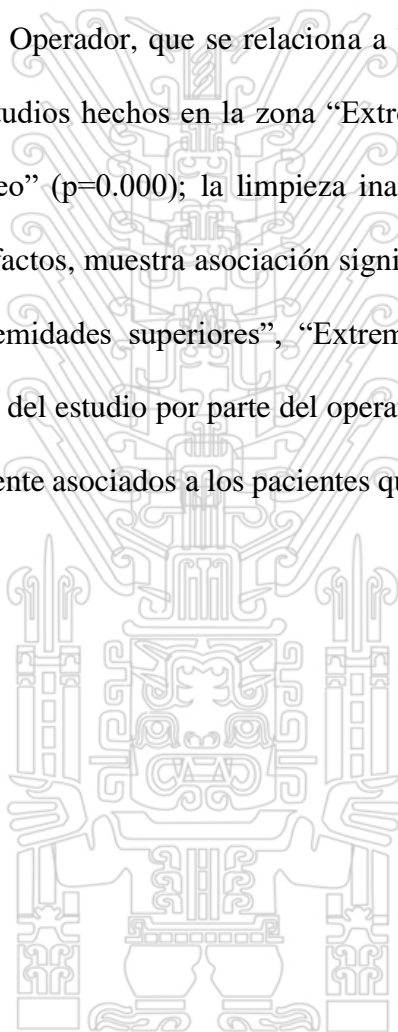 Operador, que se relaciona a
tudios hechos en la zona “Extre
eo” (p=0.000); la limpieza ina
factos, muestra asociación signi
emidades superiores”, “Extrem
del estudio por parte del opera
ente asociados a los pacientes qu